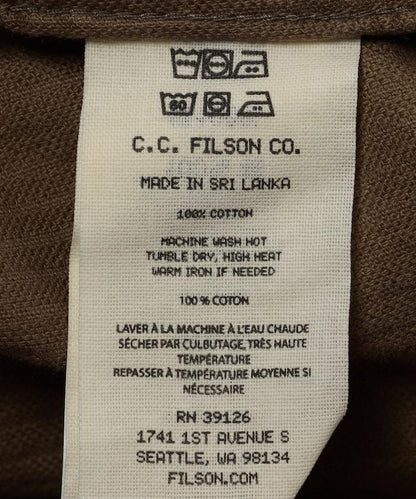 60
C.C. FILSON CO.
MADE IN SRI LANKA
100% COTTON
MACHINE WASH HOT
TUMBLE DRY, HIGH HEAT
WARM IRON IF NEEDED
100 % COTON
LAVER À LA MACHINE À L'EAU CHAUDE
SÉCHER PAR CULBUTAGE, TRÈS HAUTE
TEMPÉRATURE
REPASSER À TEMPÉRATURE MOYENNE SI
NÉCESSAIRE
RN 39126
1741 1ST AVENUE S
SEATTLE, WA 98134
FILSON.COM